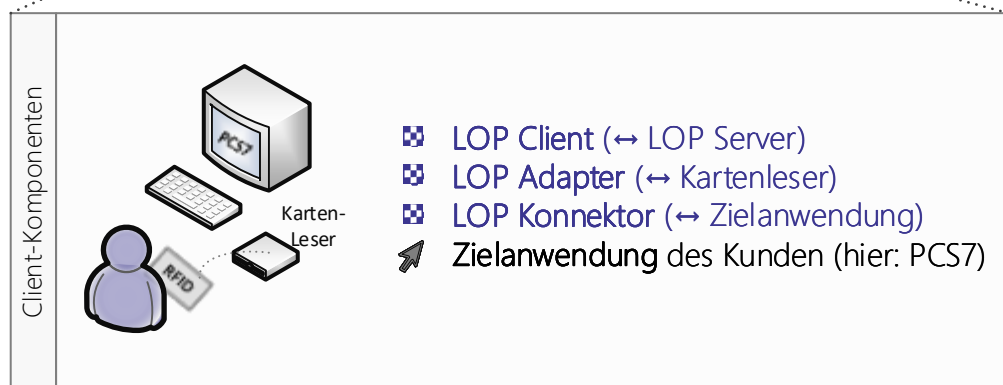 Client-Komponenten
PCS7
Karten-
Leser
RFID
LOP Client (↔ LOP Server)
LOP Adapter (↔ Kartenleser)
LOP Konnektor (↔ Zielanwendung)
Zielanwendung des Kunden (hier: PCS7)